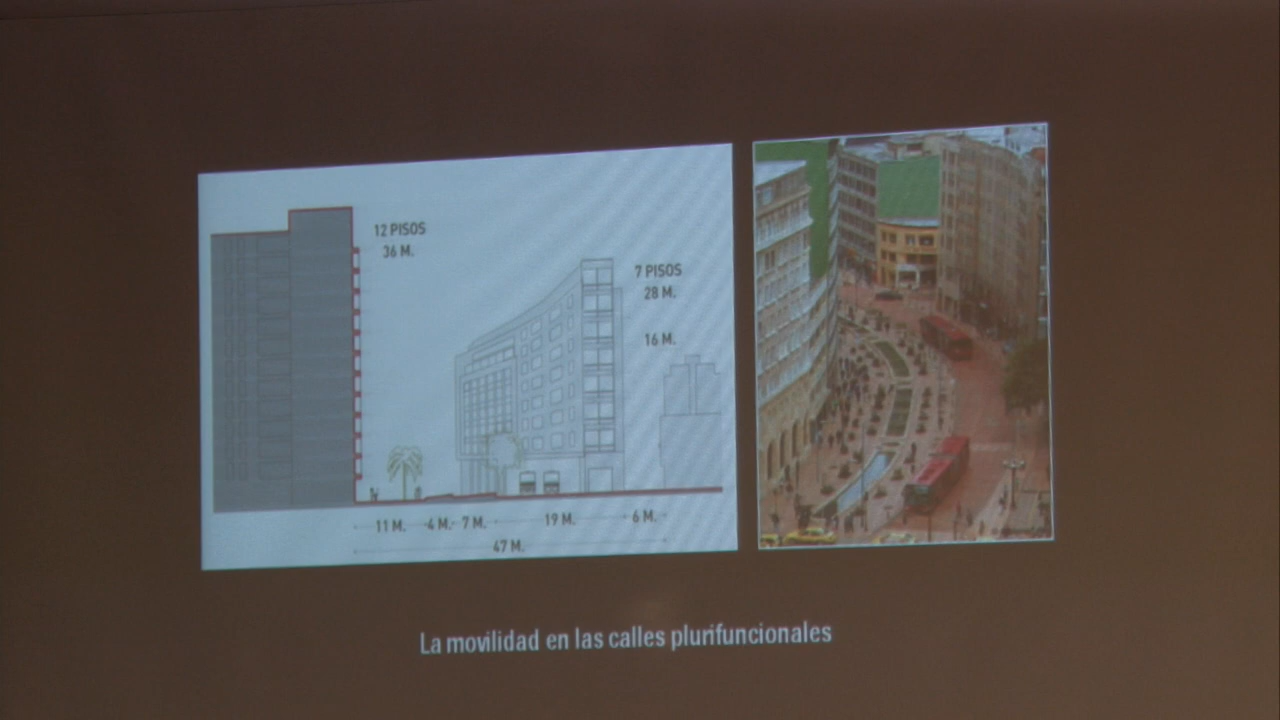 12 PISOS
36 M.
7 PISOS
28 M.
16 M.
11 M. 4 M. 7 M. 19 M. 6 M.
47 M.
La movilidad en las calles plurifuncionales